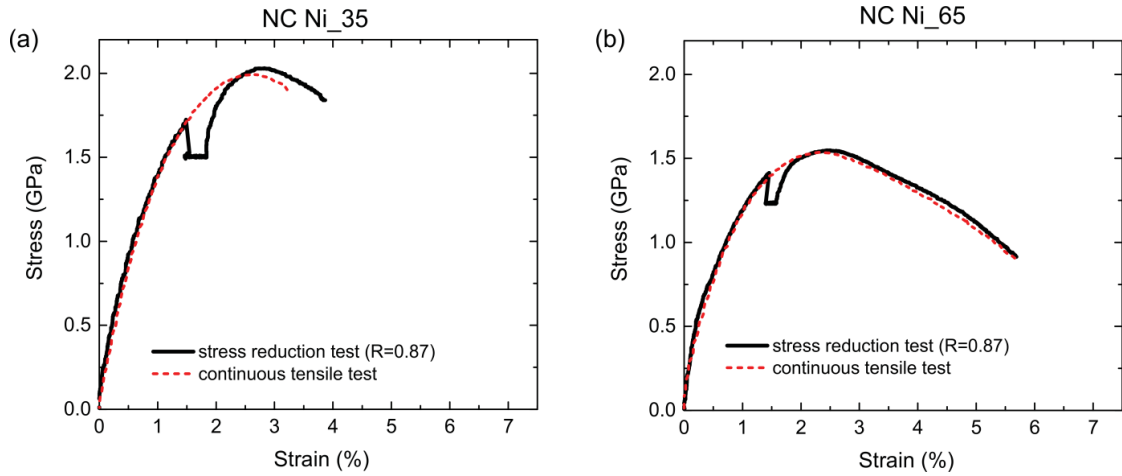 NC Ni_35
(a)
2.0
1.5
1.0
0.5
0.0
Stress (GPa)
stress reduction test (R=0.87)
continuous tensile test
0 1 2 3 4 5 6 7
Strain (%)
NC Ni_65
(b)
2.0
1.5
1.0
0.5
0.0
Stress (GPa)
stress reduction test (R=0.87)
continuous tensile test
0 1 2 3 4 5 6 7
Strain (%)